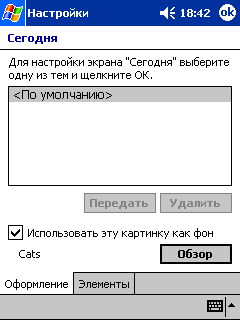 Настройки 18:42 ok
Сегодня
Для настройки экрана "Сегодня" выберите
одну из тем и щелкните ОК.
<По умолчанию>
Передать Удалить
Использовать эту картинку как фон
Cats Обзор
Оформление Элементы